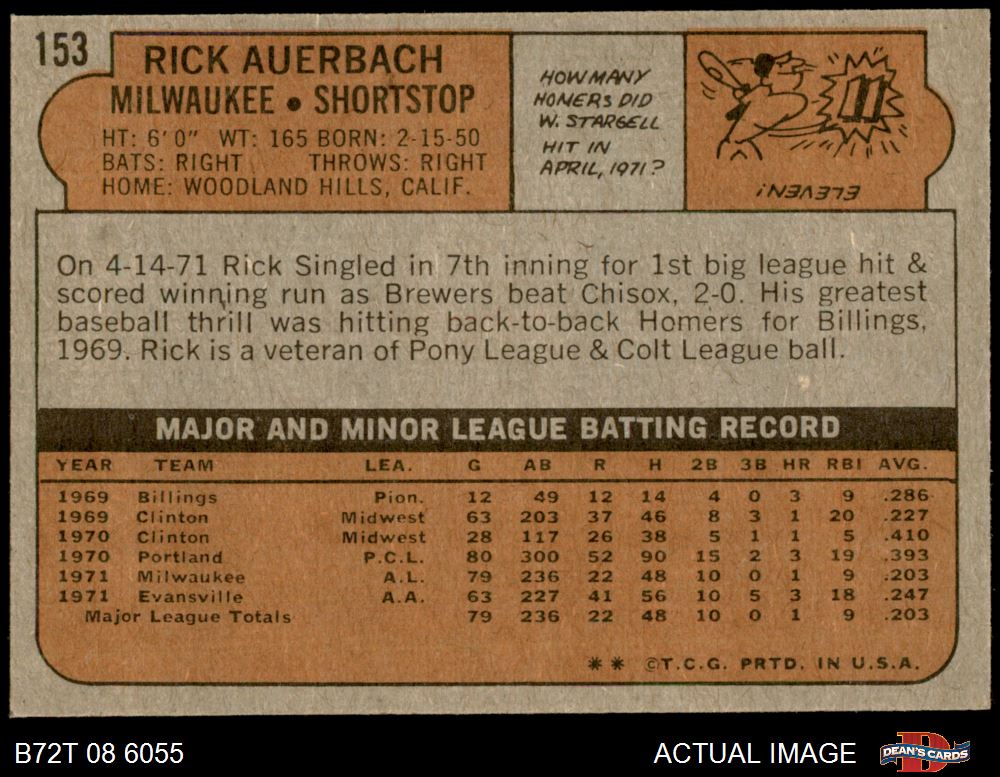 153
RICK AUERBACH
MILWAUKEE • SHORTSTOP
HT: 6'0" WT: 165 BORN: 2-15-50
BATS: RIGHT THROWS: RIGHT
HOME: WOODLAND HILLS, CALIF.
HOW MANY
HOMERS DID
W. STARGELL
HIT IN
APRIL, 1971?
11
ELEVEN!
On 4-14-71 Rick Singled in 7th inning for 1st big league hit &
scored winning run as Brewers beat Chisox, 2-0. His greatest
baseball thrill was hitting back-to-back Homers for Billings,
1969. Rick is a veteran of Pony League & Colt League ball.
MAJOR AND MINOR LEAGUE BATTING RECORD
YEAR TEAM LEA. G AB R H 2B 3B HR RBI AVG.
1969 Billings Pion. 12 49 12 14 4 0 3 9 .286
1969 Clinton Midwest 63 203 37 46 8 3 1 20 .227
1970 Clinton Midwest 28 117 26 38 5 1 1 5 .410
1970 Portland P.C.L. 80 300 52 90 15 2 3 19 .393
1971 Milwaukee A.L. 79 236 22 48 10 0 1 9 .203
1971 Evansville A.A. 63 227 41 56 10 5 3 18 .247
Major League Totals 79 236 22 48 10 0 1 9 .203
** ©T.C.G. PRTD. IN U.S.A.
B72T 08 6055
ACTUAL IMAGE
DEAN'S CARDS